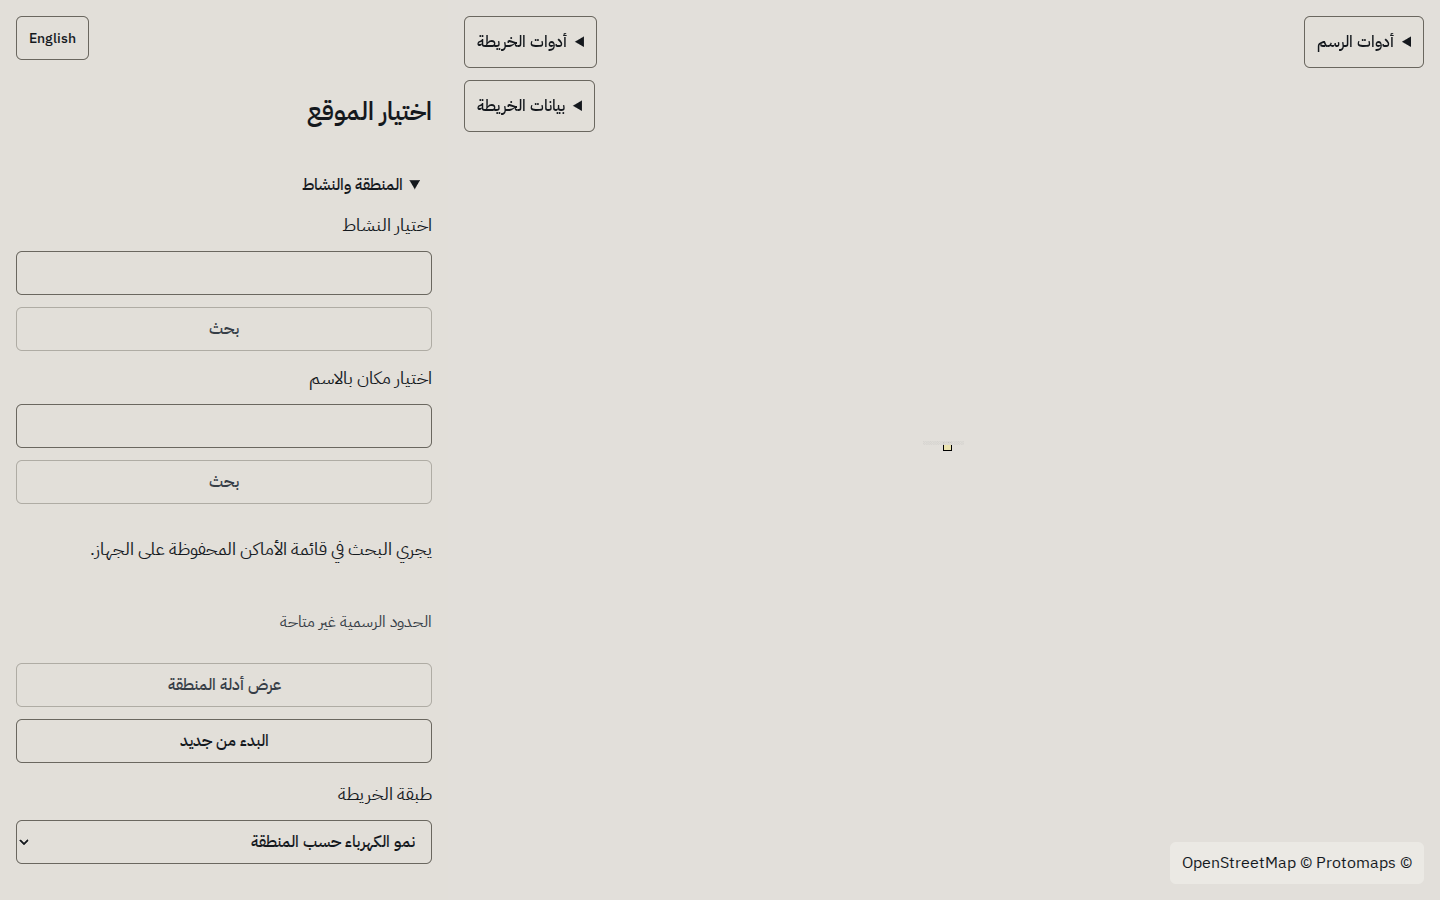 English
اختيار الموقع
المنطقة والنشاط
اختيار النشاط
بحث
اختيار مكان بالاسم
بحث
يجري البحث في قائمة الأماكن المحفوظة على الجهاز.
الحدود الرسمية غير متاحة
عرض أدلة المنطقة
البدء من جديد
طبقة الخريطة
نمو الكهرباء حسب المنطقة
أدوات الخريطة
بيانات الخريطة
أدوات الرسم
OpenStreetMap © Protomaps ©